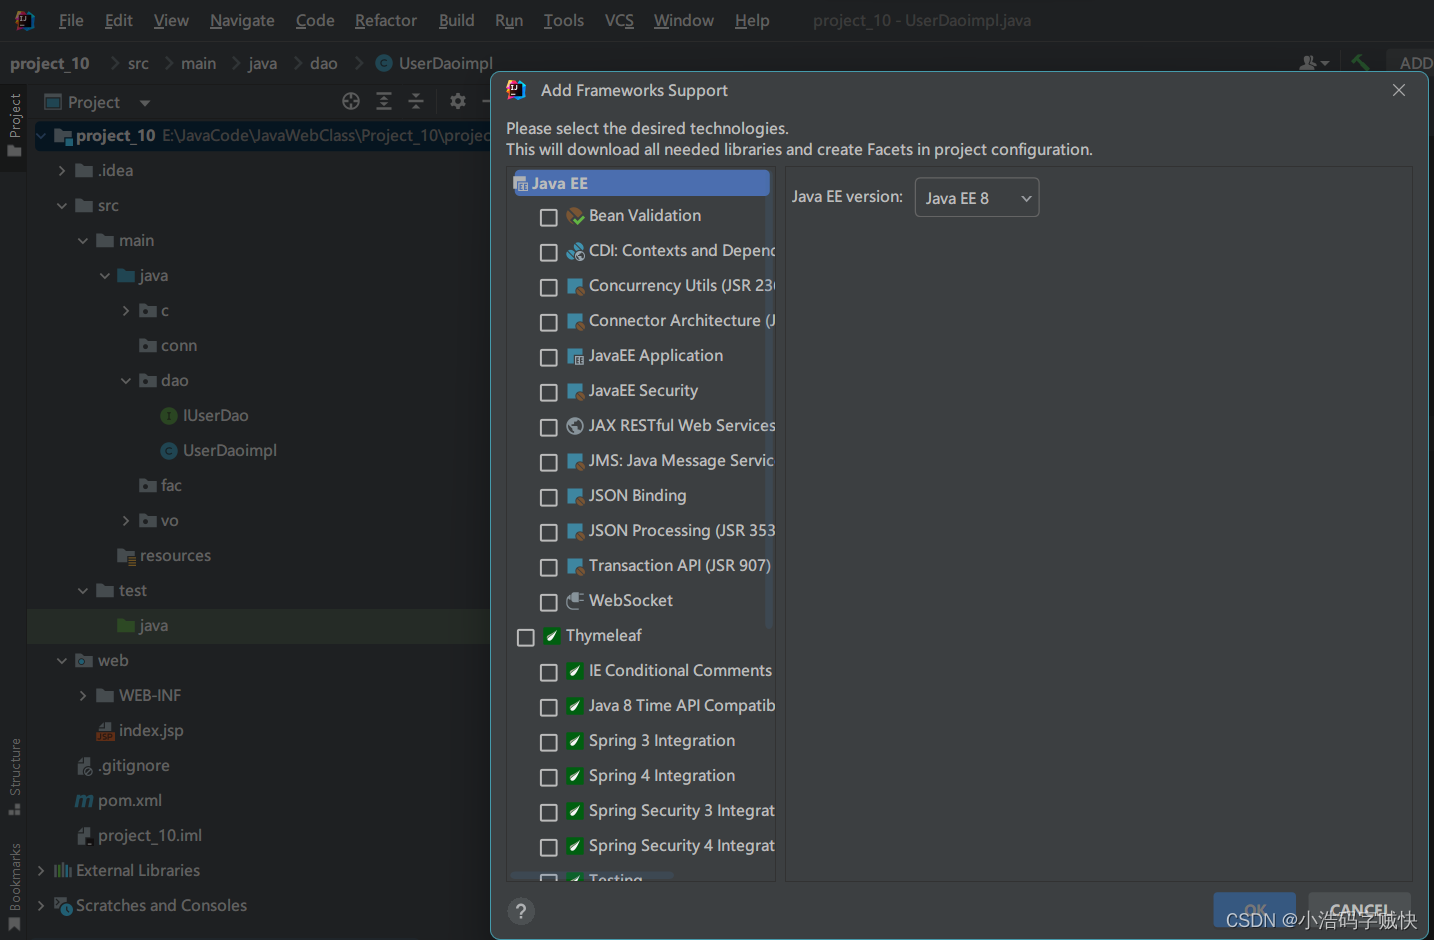 File Edit View Navigate Code Refactor Build Run Tools VCS Window Help project_10 - UserDaoimpl.java
project_10 src main java dao UserDaoimpl ADD
Project
Project
project_10 E:\JavaCode\JavaWebClass\Project_10\projec
.idea
src
main
java
c
conn
dao
IUserDao
UserDaoimpl
fac
vo
resources
test
java
web
WEB-INF
index.jsp
.gitignore
pom.xml
project_10.iml
External Libraries
Scratches and Consoles
Structure
Bookmarks
Add Frameworks Support
Please select the desired technologies.
This will download all needed libraries and create Facets in project configuration.
Java EE
Bean Validation
CDI: Contexts and Depend
Concurrency Utils (JSR 236
Connector Architecture (J
JavaEE Application
JavaEE Security
JAX RESTful Web Services
JMS: Java Message Servic
JSON Binding
JSON Processing (JSR 353
Transaction API (JSR 907)
WebSocket
Thymeleaf
IE Conditional Comments
Java 8 Time API Compatib
Spring 3 Integration
Spring 4 Integration
Spring Security 3 Integrat
Spring Security 4 Integrat
Testing
Java EE version: Java EE 8
?
OK CANCEL
CSDN @小浩码字贼快